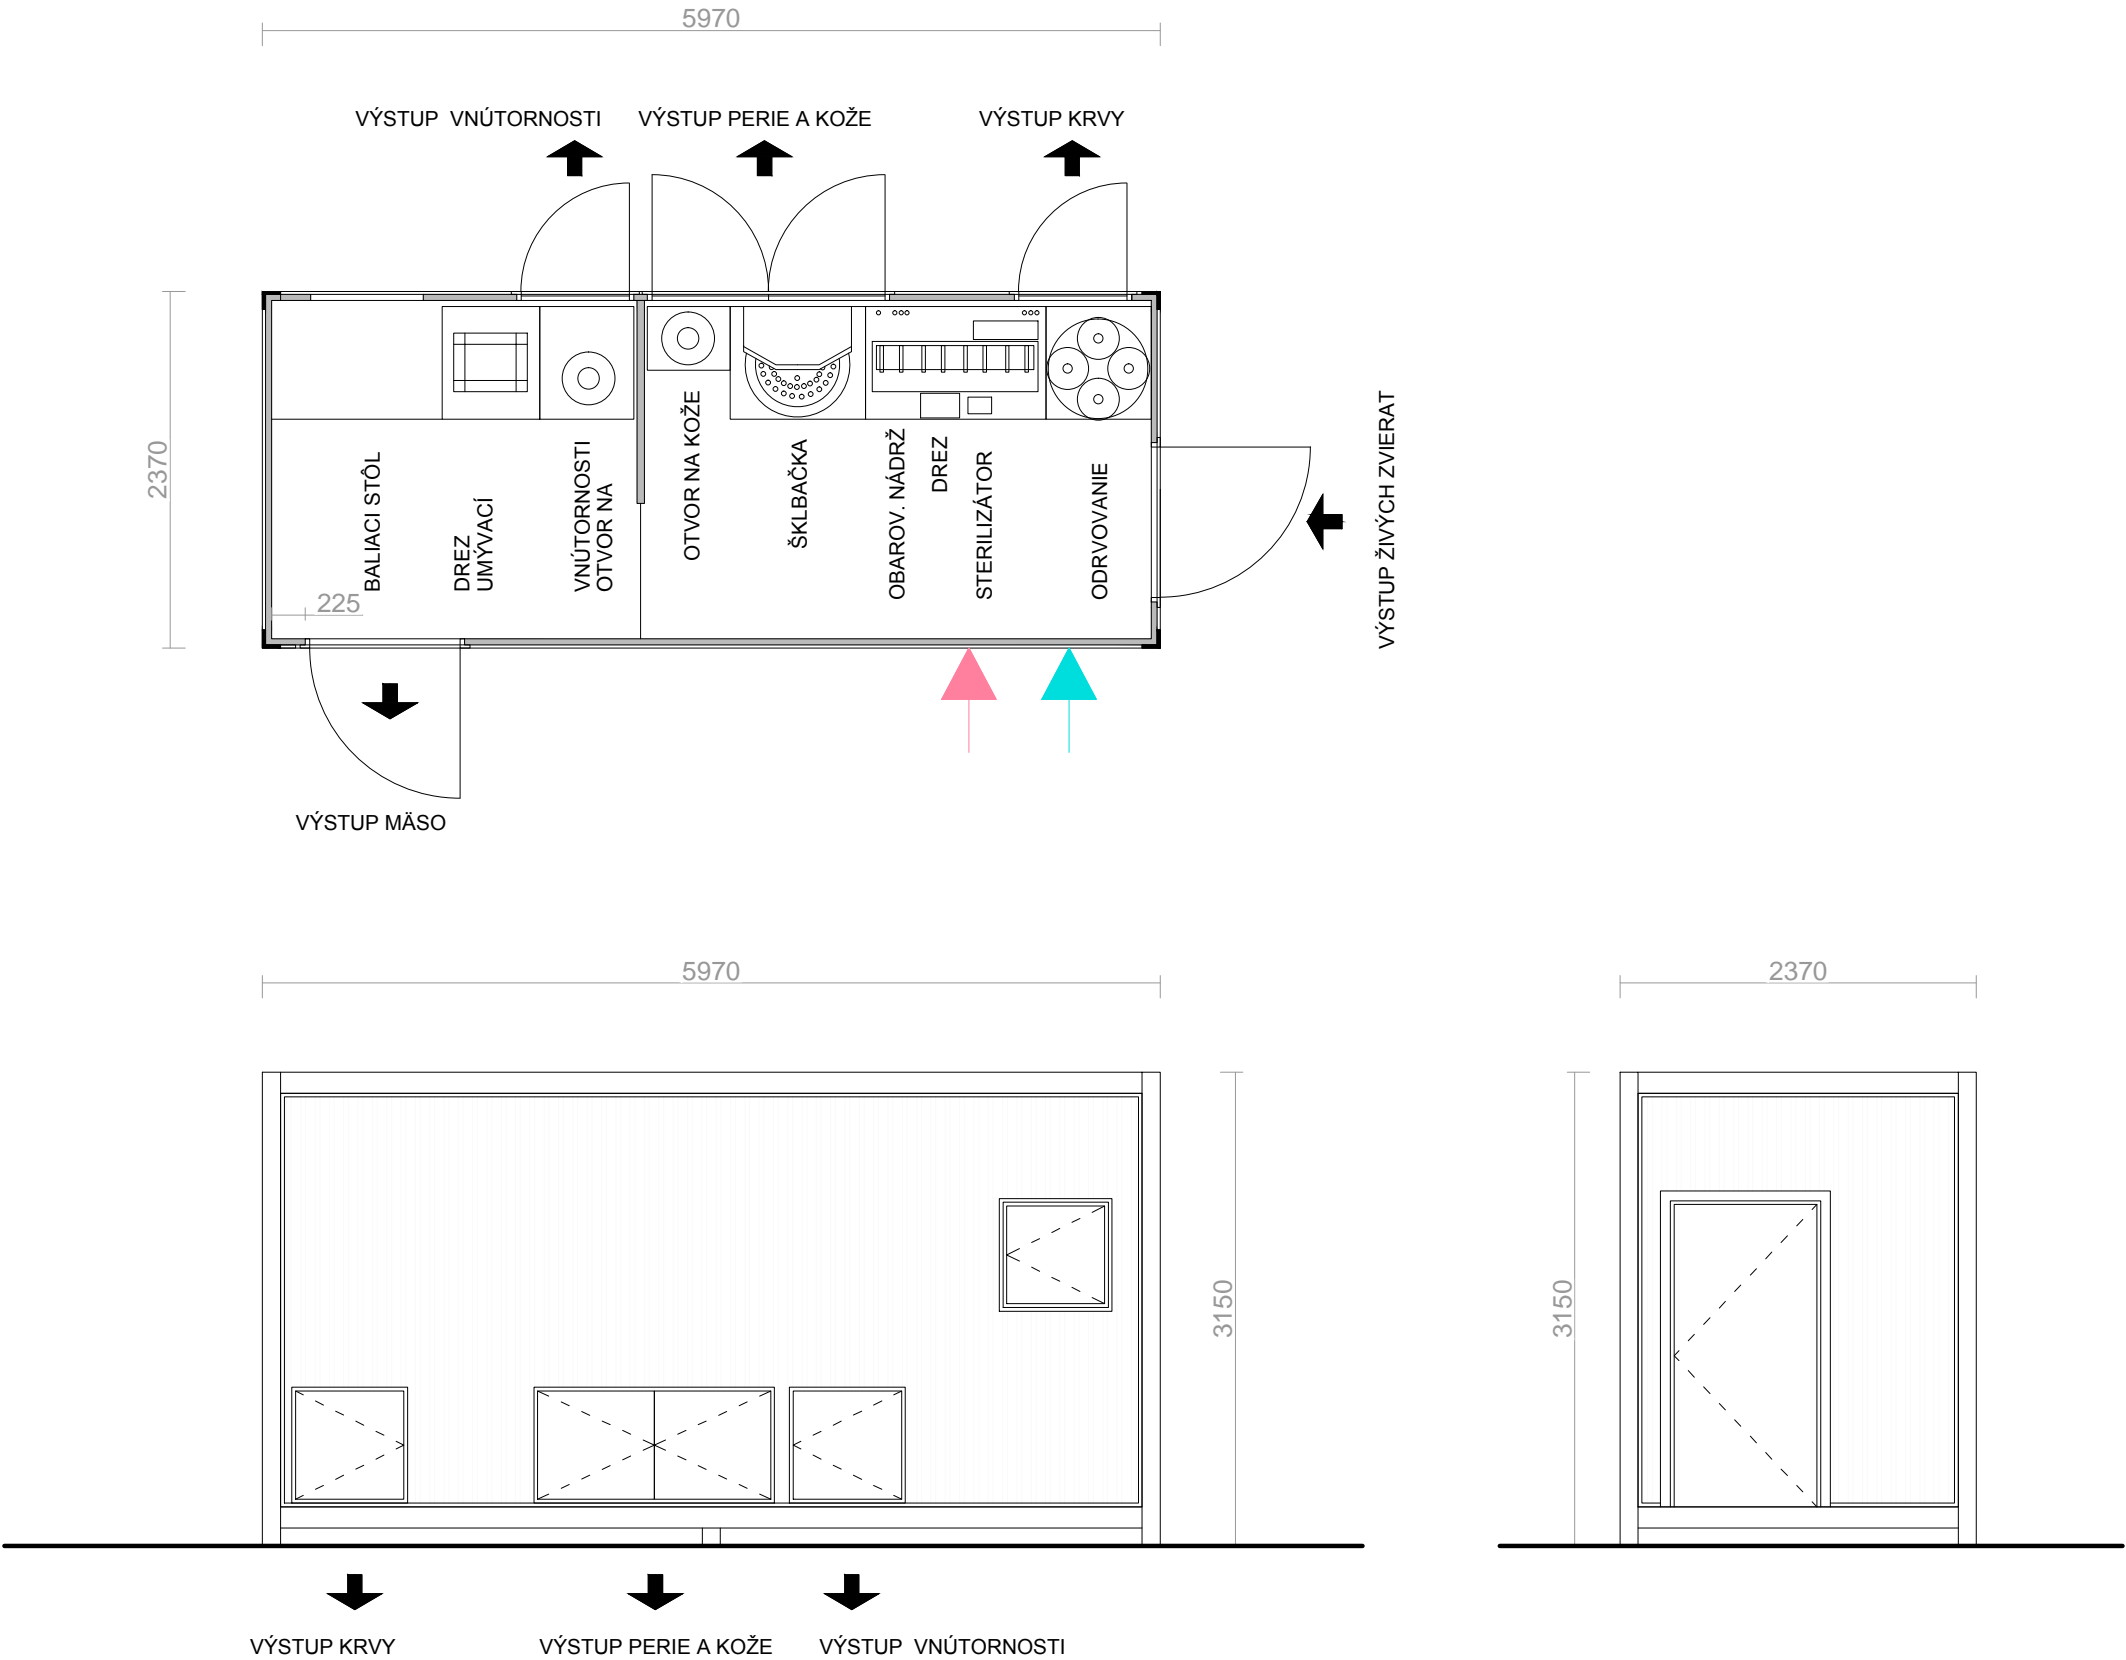 5970
VÝSTUP VNÚTORNOSTI
VÝSTUP PERIE A KOŽE
VÝSTUP KRVY
2370
BALIACI STÔL
DREZ
UMÝVACÍ
VNÚTORNOSTI
OTVOR NA
OTVOR NA KOŽE
ŠKLBAČKA
OBAROV. NÁDRŽ
DREZ
STERILIZÁTOR
ODRVOVANIE
VÝSTUP ŽIVÝCH ZVIERAT
225
VÝSTUP MÄSO
5970
2370
3150
3150
VÝSTUP KRVY
VÝSTUP PERIE A KOŽE
VÝSTUP VNÚTORNOSTI